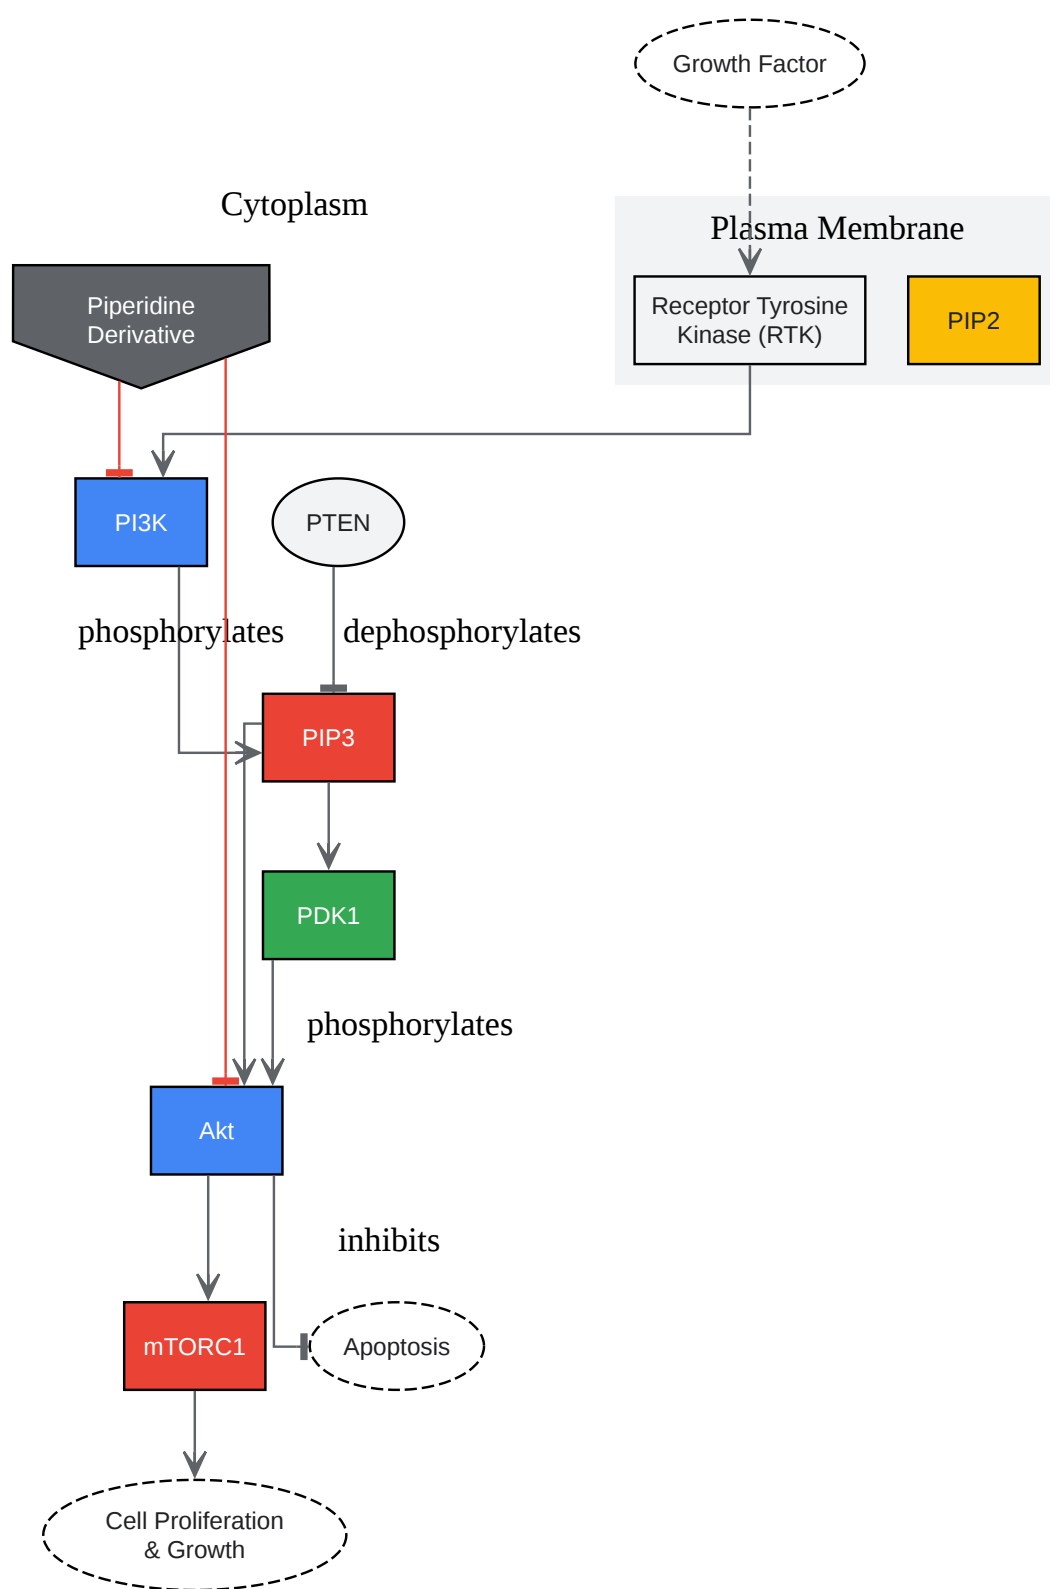 Growth Factor
Cytoplasm
Plasma Membrane
Piperidine
Derivative
Receptor Tyrosine
Kinase (RTK)
PIP2
PI3K
PTEN
phosphorylates
dephosphorylates
PIP3
PDK1
phosphorylates
Akt
inhibits
mTORC1
Apoptosis
Cell Proliferation
& Growth